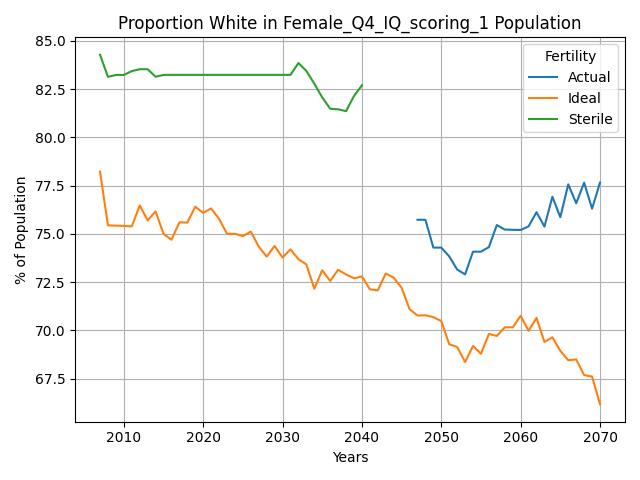 Proportion White in Female_Q4_IQ_scoring_1 Population
85.0
82.5
80.0
77.5
75.0
72.5
70.0
67.5
% of Population
Fertility
Actual
Ideal
Sterile
2010 2020 2030 2040 2050 2060 2070
Years